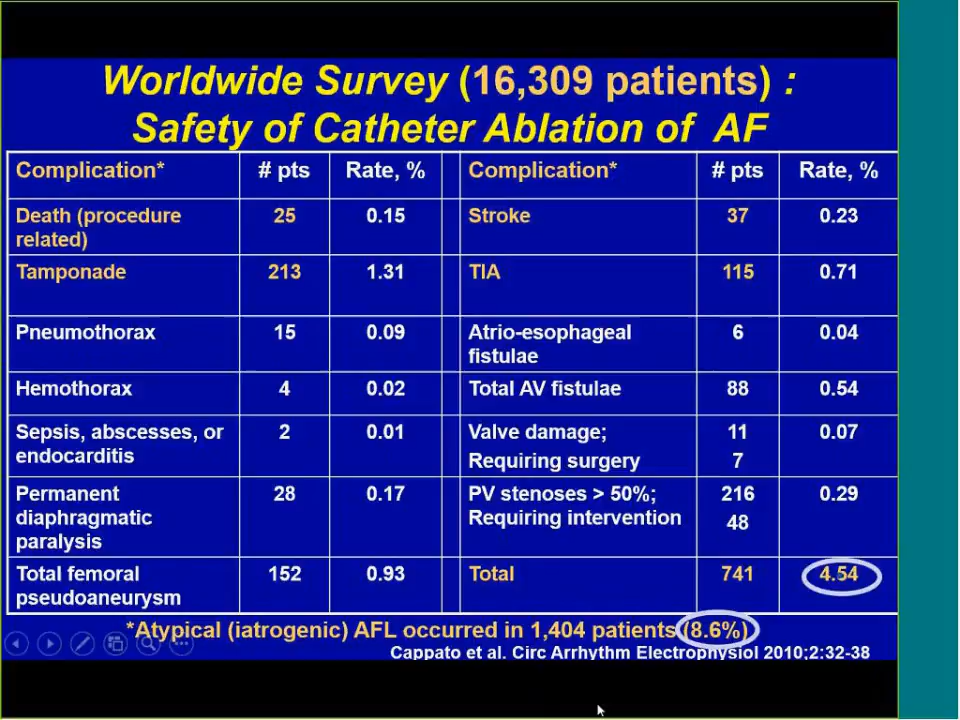 Worldwide Survey (16,309 patients) :
Safety of Catheter Ablation of AF
Complication* # pts Rate, % Complication* # pts Rate, %
Death (procedure related) 25 0.15 Stroke 37 0.23
Tamponade 213 1.31 TIA 115 0.71
Pneumothorax 15 0.09 Atrio-esophageal fistulae 6 0.04
Hemothorax 4 0.02 Total AV fistulae 88 0.54
Sepsis, abscesses, or endocarditis 2 0.01 Valve damage; Requiring surgery 11 7 0.07
Permanent diaphragmatic paralysis 28 0.17 PV stenoses > 50%; Requiring intervention 216 48 0.29
Total femoral pseudoaneurysm 152 0.93 Total 741 4.54
*Atypical (iatrogenic) AFL occurred in 1,404 patients (8.6%)
Cappato et al. Circ Arrhythm Electrophysiol 2010;2:32-38